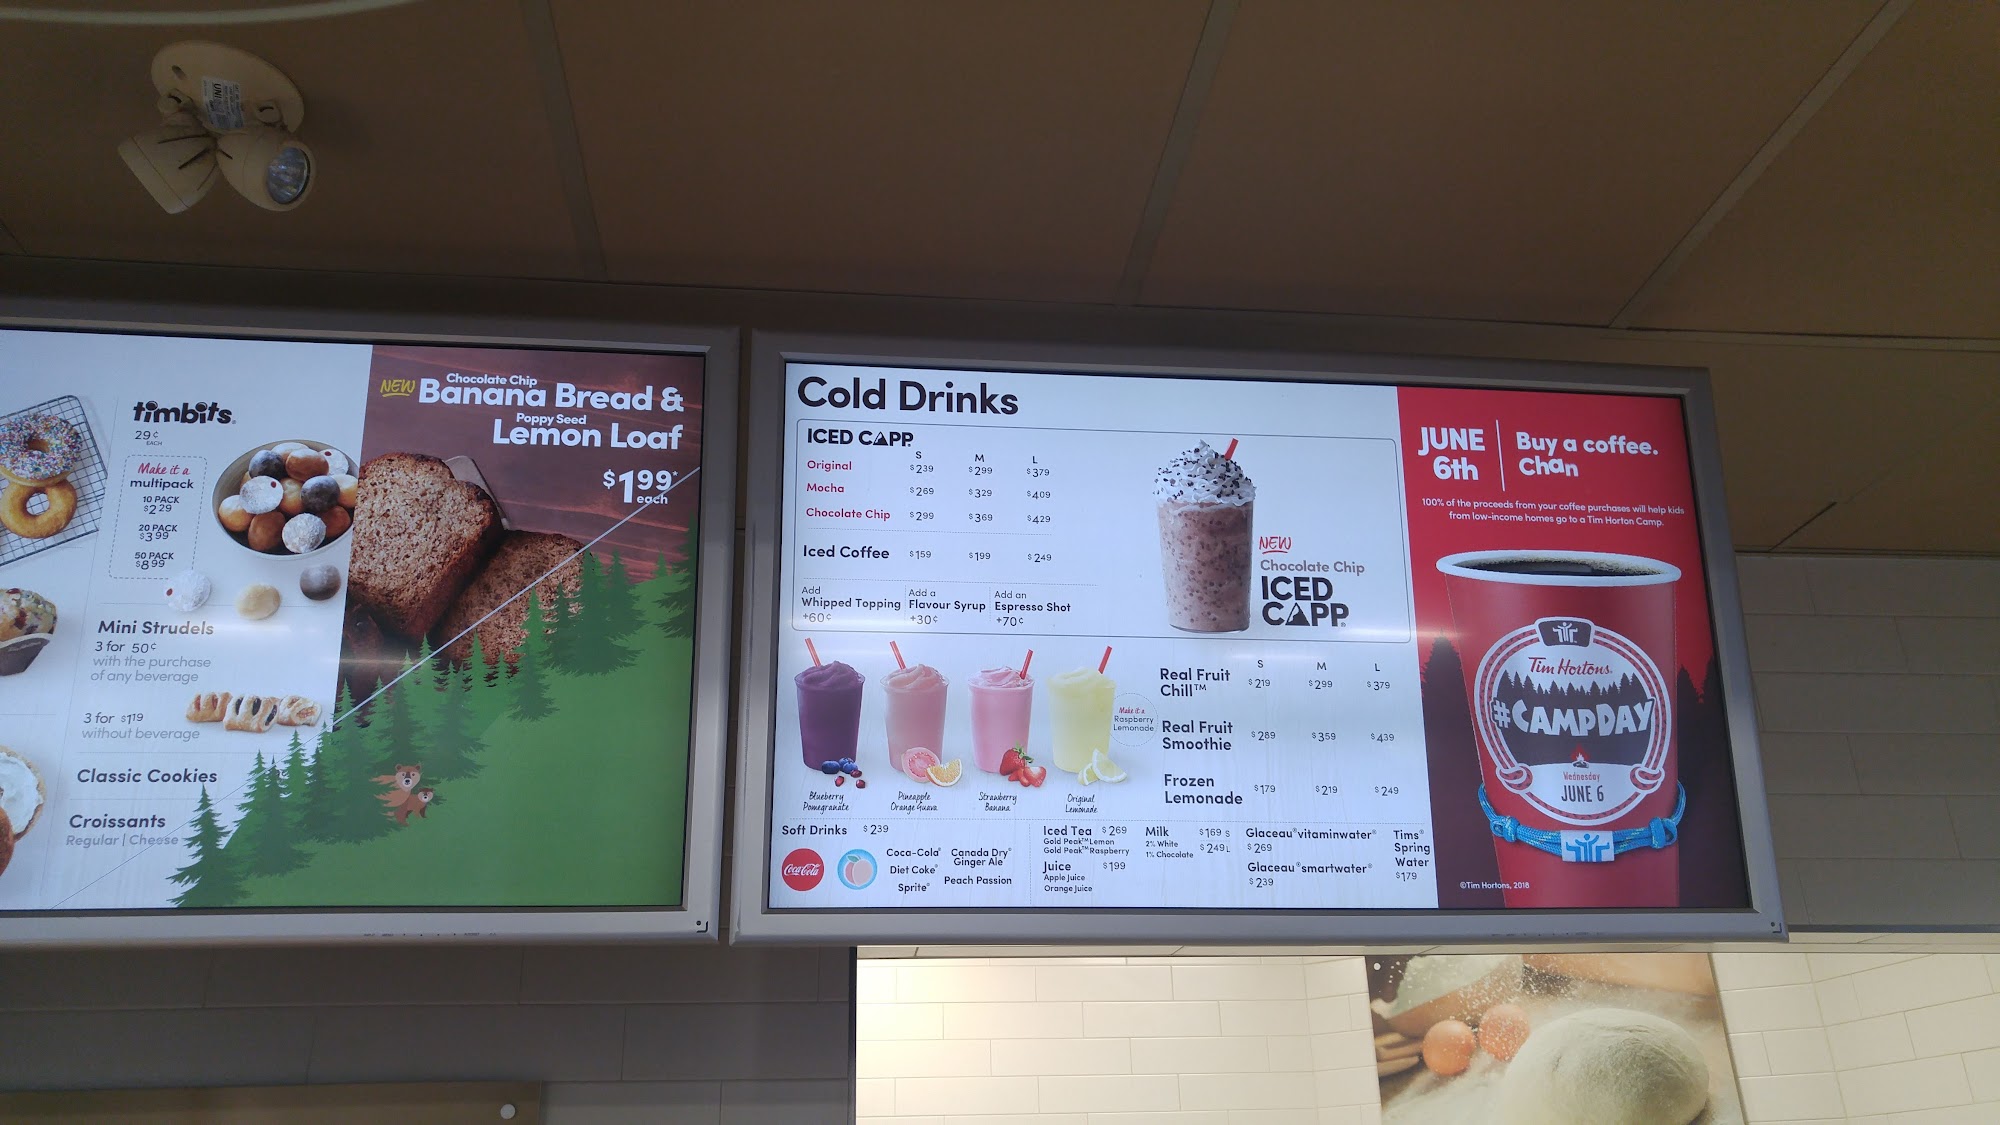 timbits.
29¢
EACH
Make it a
multipack
10 PACK
$2 29
20 PACK
$3 99
50 PACK
$8 99
Mini Strudels
3 for 50¢
with the purchase
of any beverage
3 for $1 19
without beverage
Classic Cookies
Croissants
Regular | Cheese
NEW Chocolate Chip
Banana Bread &
Poppy Seed
Lemon Loaf
$1 99*
each
Cold Drinks
ICED CAPP®
S M L
Original $2 39 $2 99 $3 79
Mocha $2 69 $3 29 $4 09
Chocolate Chip $2 99 $3 69 $4 29
Iced Coffee $1 59 $1 99 $2 49
Add
Whipped Topping
+60¢
Add a
Flavour Syrup
+30¢
Add an
Espresso Shot
+70¢
NEW
Chocolate Chip
ICED
CAPP®
Blueberry
Pomegranate
Pineapple
Orange Guava
Strawberry
Banana
Original
Lemonade
Make it a
Raspberry
Lemonade
S M L
Real Fruit
Chill™ $2 19 $2 99 $3 79
Real Fruit
Smoothie $2 89 $3 59 $4 39
Frozen
Lemonade $1 79 $2 19 $2 49
Soft Drinks $2 39
Coca-Cola
Coca-Cola®
Diet Coke®
Sprite®
Canada Dry®
Ginger Ale
Peach Passion
Iced Tea $2 69
Gold Peak™ Lemon
Gold Peak™ Raspberry
Juice $1 99
Apple Juice
Orange Juice
Milk $1 69 S
2% White $2 49 L
1% Chocolate
Glaceau® vitaminwater®
$2 69
Glaceau® smartwater®
$2 39
Tims®
Spring
Water
$1 79
JUNE
6th
Buy a coffee.
Chan
100% of the proceeds from your coffee purchases will help kids
from low-income homes go to a Tim Horton Camp.
Tim Hortons.
#CAMPDAY
Wednesday
JUNE 6
©Tim Hortons, 2018